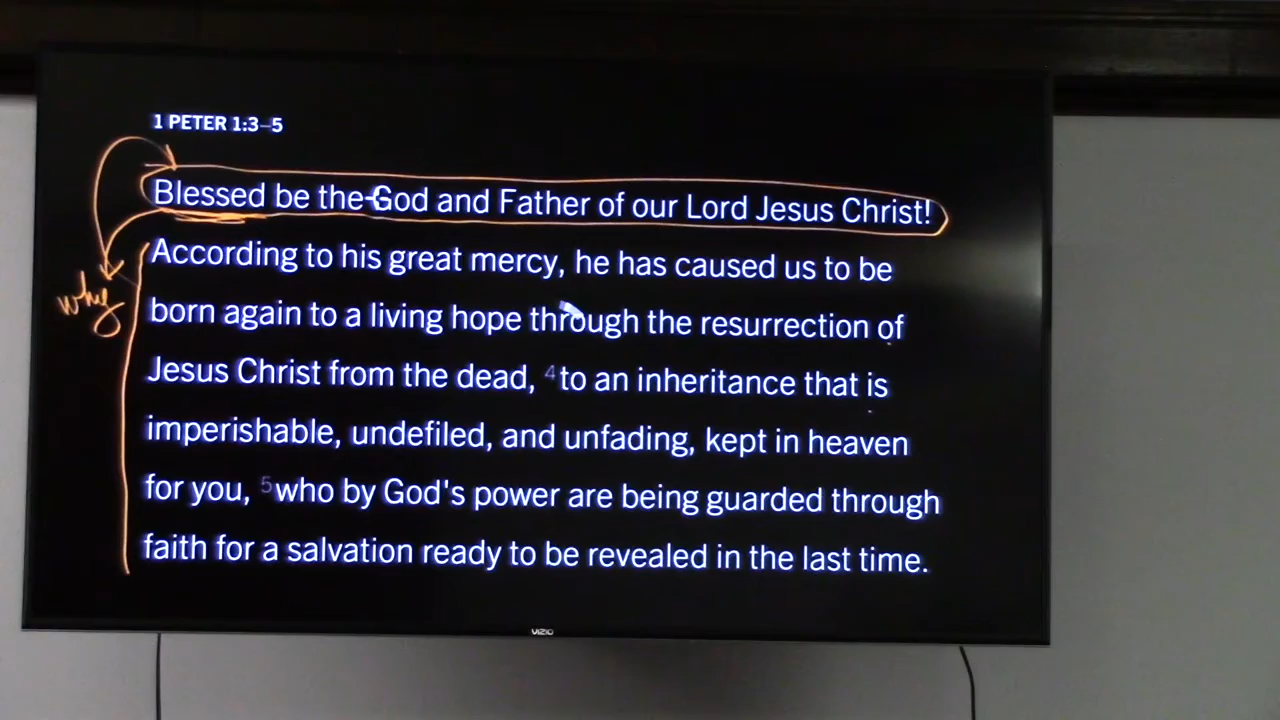 1 PETER 1:3–5
Blessed be the God and Father of our Lord Jesus Christ!
According to his great mercy, he has caused us to be
why
born again to a living hope through the resurrection of
Jesus Christ from the dead, 4 to an inheritance that is
imperishable, undefiled, and unfading, kept in heaven
for you, 5 who by God's power are being guarded through
faith for a salvation ready to be revealed in the last time.
VIZIO